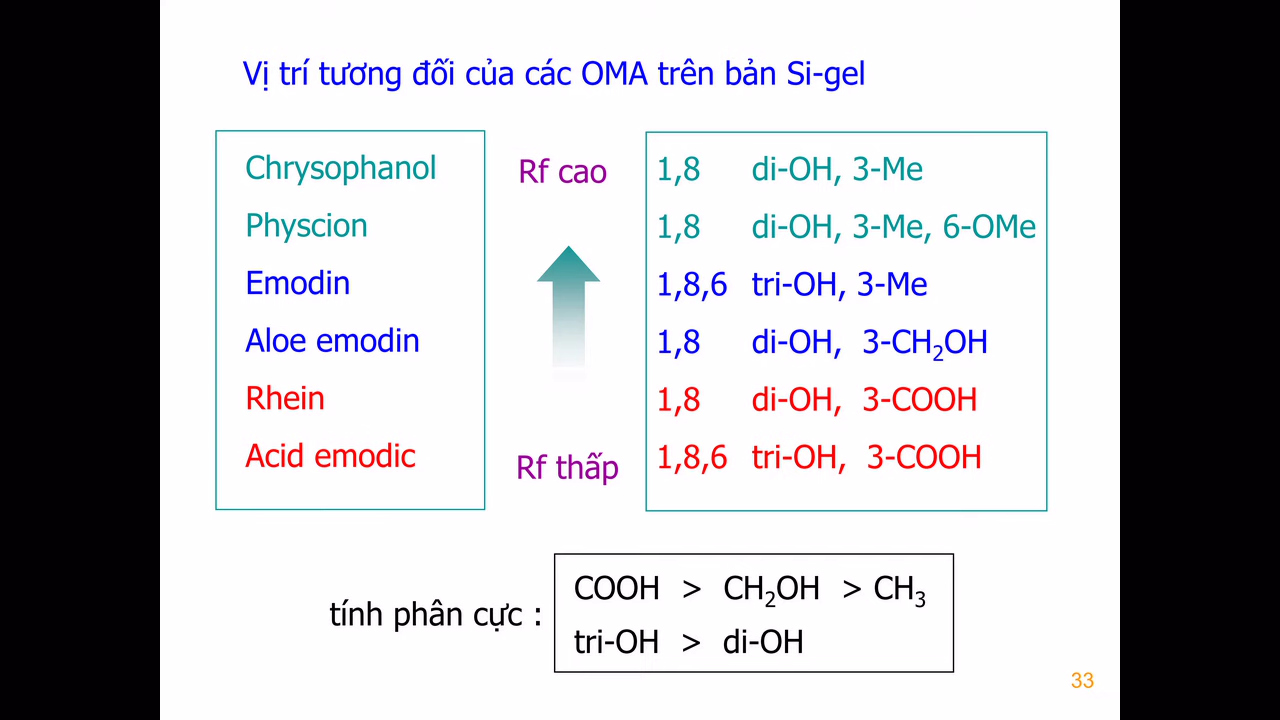 Vị trí tương đối của các OMA trên bản Si-gel
Chrysophanol
Physcion
Emodin
Aloe emodin
Rhein
Acid emodic
Rf cao
Rf thấp
1,8 di-OH, 3-Me
1,8 di-OH, 3-Me, 6-OMe
1,8,6 tri-OH, 3-Me
1,8 di-OH, 3-CH₂OH
1,8 di-OH, 3-COOH
1,8,6 tri-OH, 3-COOH
tính phân cực :
COOH > CH₂OH > CH₃
tri-OH > di-OH
33